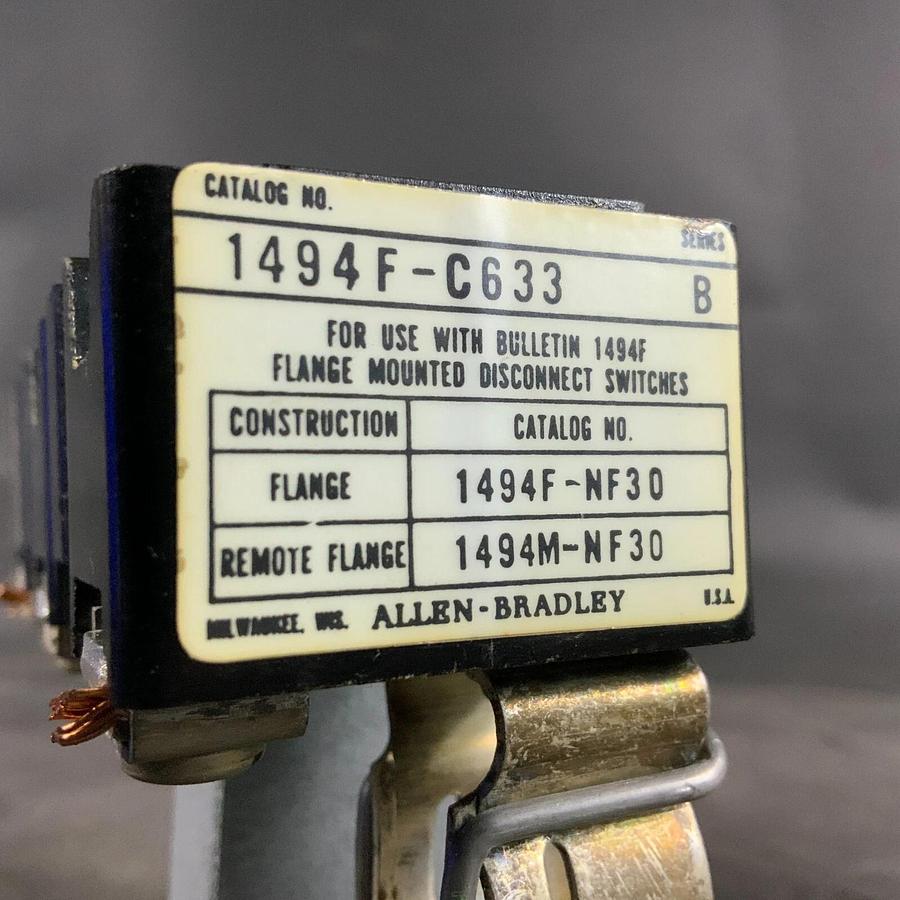 CATALOG NO.
SERIES
1494F-C633
B
FOR USE WITH BULLETIN 1494F
FLANGE MOUNTED DISCONNECT SWITCHES
CONSTRUCTION CATALOG NO.
FLANGE 1494F-NF30
REMOTE FLANGE 1494M-NF30
MILWAUKEE, WIS. ALLEN-BRADLEY U.S.A.